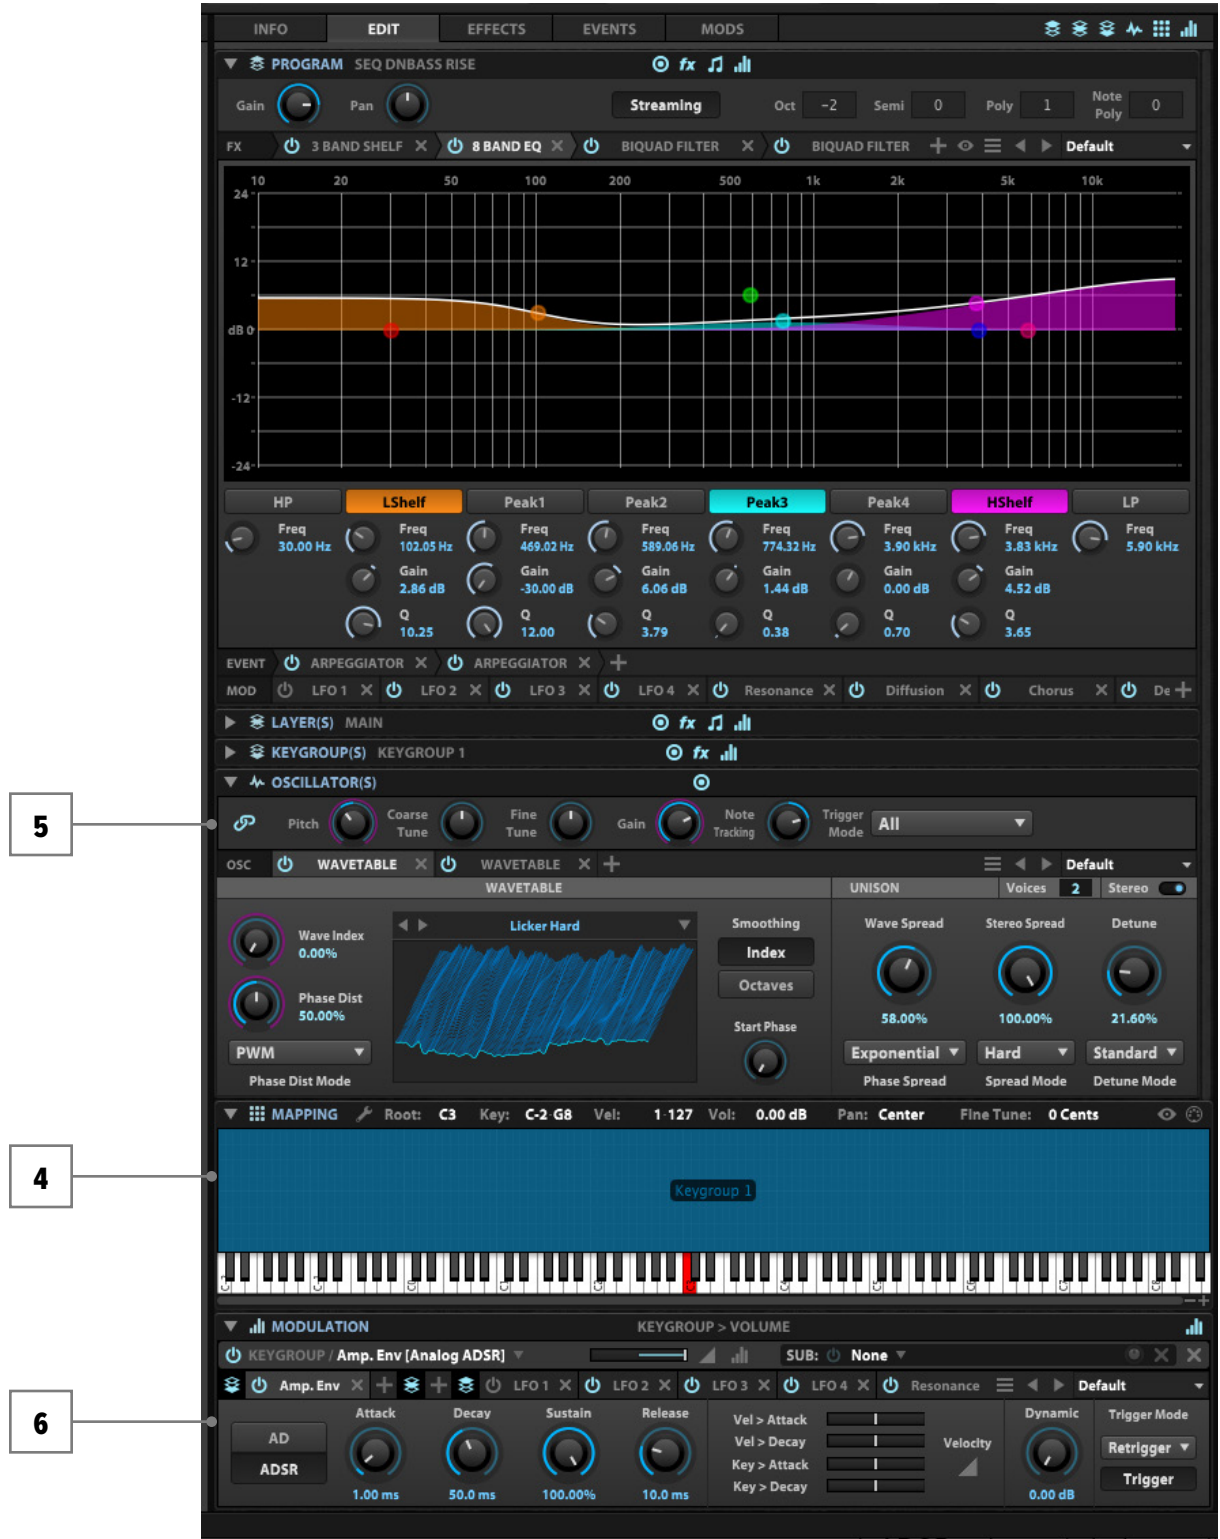 INFO EDIT EFFECTS EVENTS MODS
PROGRAM SEQ DNBASS RISE fx
Gain Pan Streaming Oct -2 Semi 0 Poly 1 Note Poly 0
FX 3 BAND SHELF 8 BAND EQ BIQUAD FILTER BIQUAD FILTER Default
10 20 50 100 200 500 1k 2k 5k 10k
24
12
dB 0
-12
-24
HP LShelf Peak1 Peak2 Peak3 Peak4 HShelf LP
Freq Freq Freq Freq Freq Freq Freq Freq
30.00 Hz 102.05 Hz 469.02 Hz 589.06 Hz 774.32 Hz 3.90 kHz 3.83 kHz 5.90 kHz
Gain Gain Gain Gain Gain Gain
2.86 dB -30.00 dB 6.06 dB 1.44 dB 0.00 dB 4.52 dB
Q Q Q Q Q Q
10.25 12.00 3.79 0.38 0.70 3.65
EVENT ARPEGGIATOR ARPEGGIATOR
MOD LFO 1 LFO 2 LFO 3 LFO 4 Resonance Diffusion Chorus De
LAYER(S) MAIN fx
KEYGROUP(S) KEYGROUP 1 fx
OSCILLATOR(S)
5
Pitch Coarse Tune Fine Tune Gain Note Tracking Trigger Mode All
OSC WAVETABLE WAVETABLE Default
WAVETABLE UNISON Voices 2 Stereo
Wave Index
0.00%
Licker Hard
Smoothing
Index
Octaves
Wave Spread Stereo Spread Detune
Phase Dist
50.00%
Start Phase
58.00% 100.00% 21.60%
PWM Exponential Hard Standard
Phase Dist Mode Phase Spread Spread Mode Detune Mode
MAPPING Root: C3 Key: C-2-G8 Vel: 1-127 Vol: 0.00 dB Pan: Center Fine Tune: 0 Cents
4
Keygroup 1
C-2 C-1 C0 C1 C2 C3 C4 C5 C6 C7 C8
MODULATION KEYGROUP > VOLUME
KEYGROUP / Amp. Env [Analog ADSR] SUB: None
Amp. Env LFO 1 LFO 2 LFO 3 LFO 4 Resonance Default
6
AD
ADSR
Attack Decay Sustain Release
1.00 ms 50.0 ms 100.00% 10.0 ms
Vel > Attack
Vel > Decay
Key > Attack
Key > Decay
Velocity
Dynamic
0.00 dB
Trigger Mode
Retrigger
Trigger